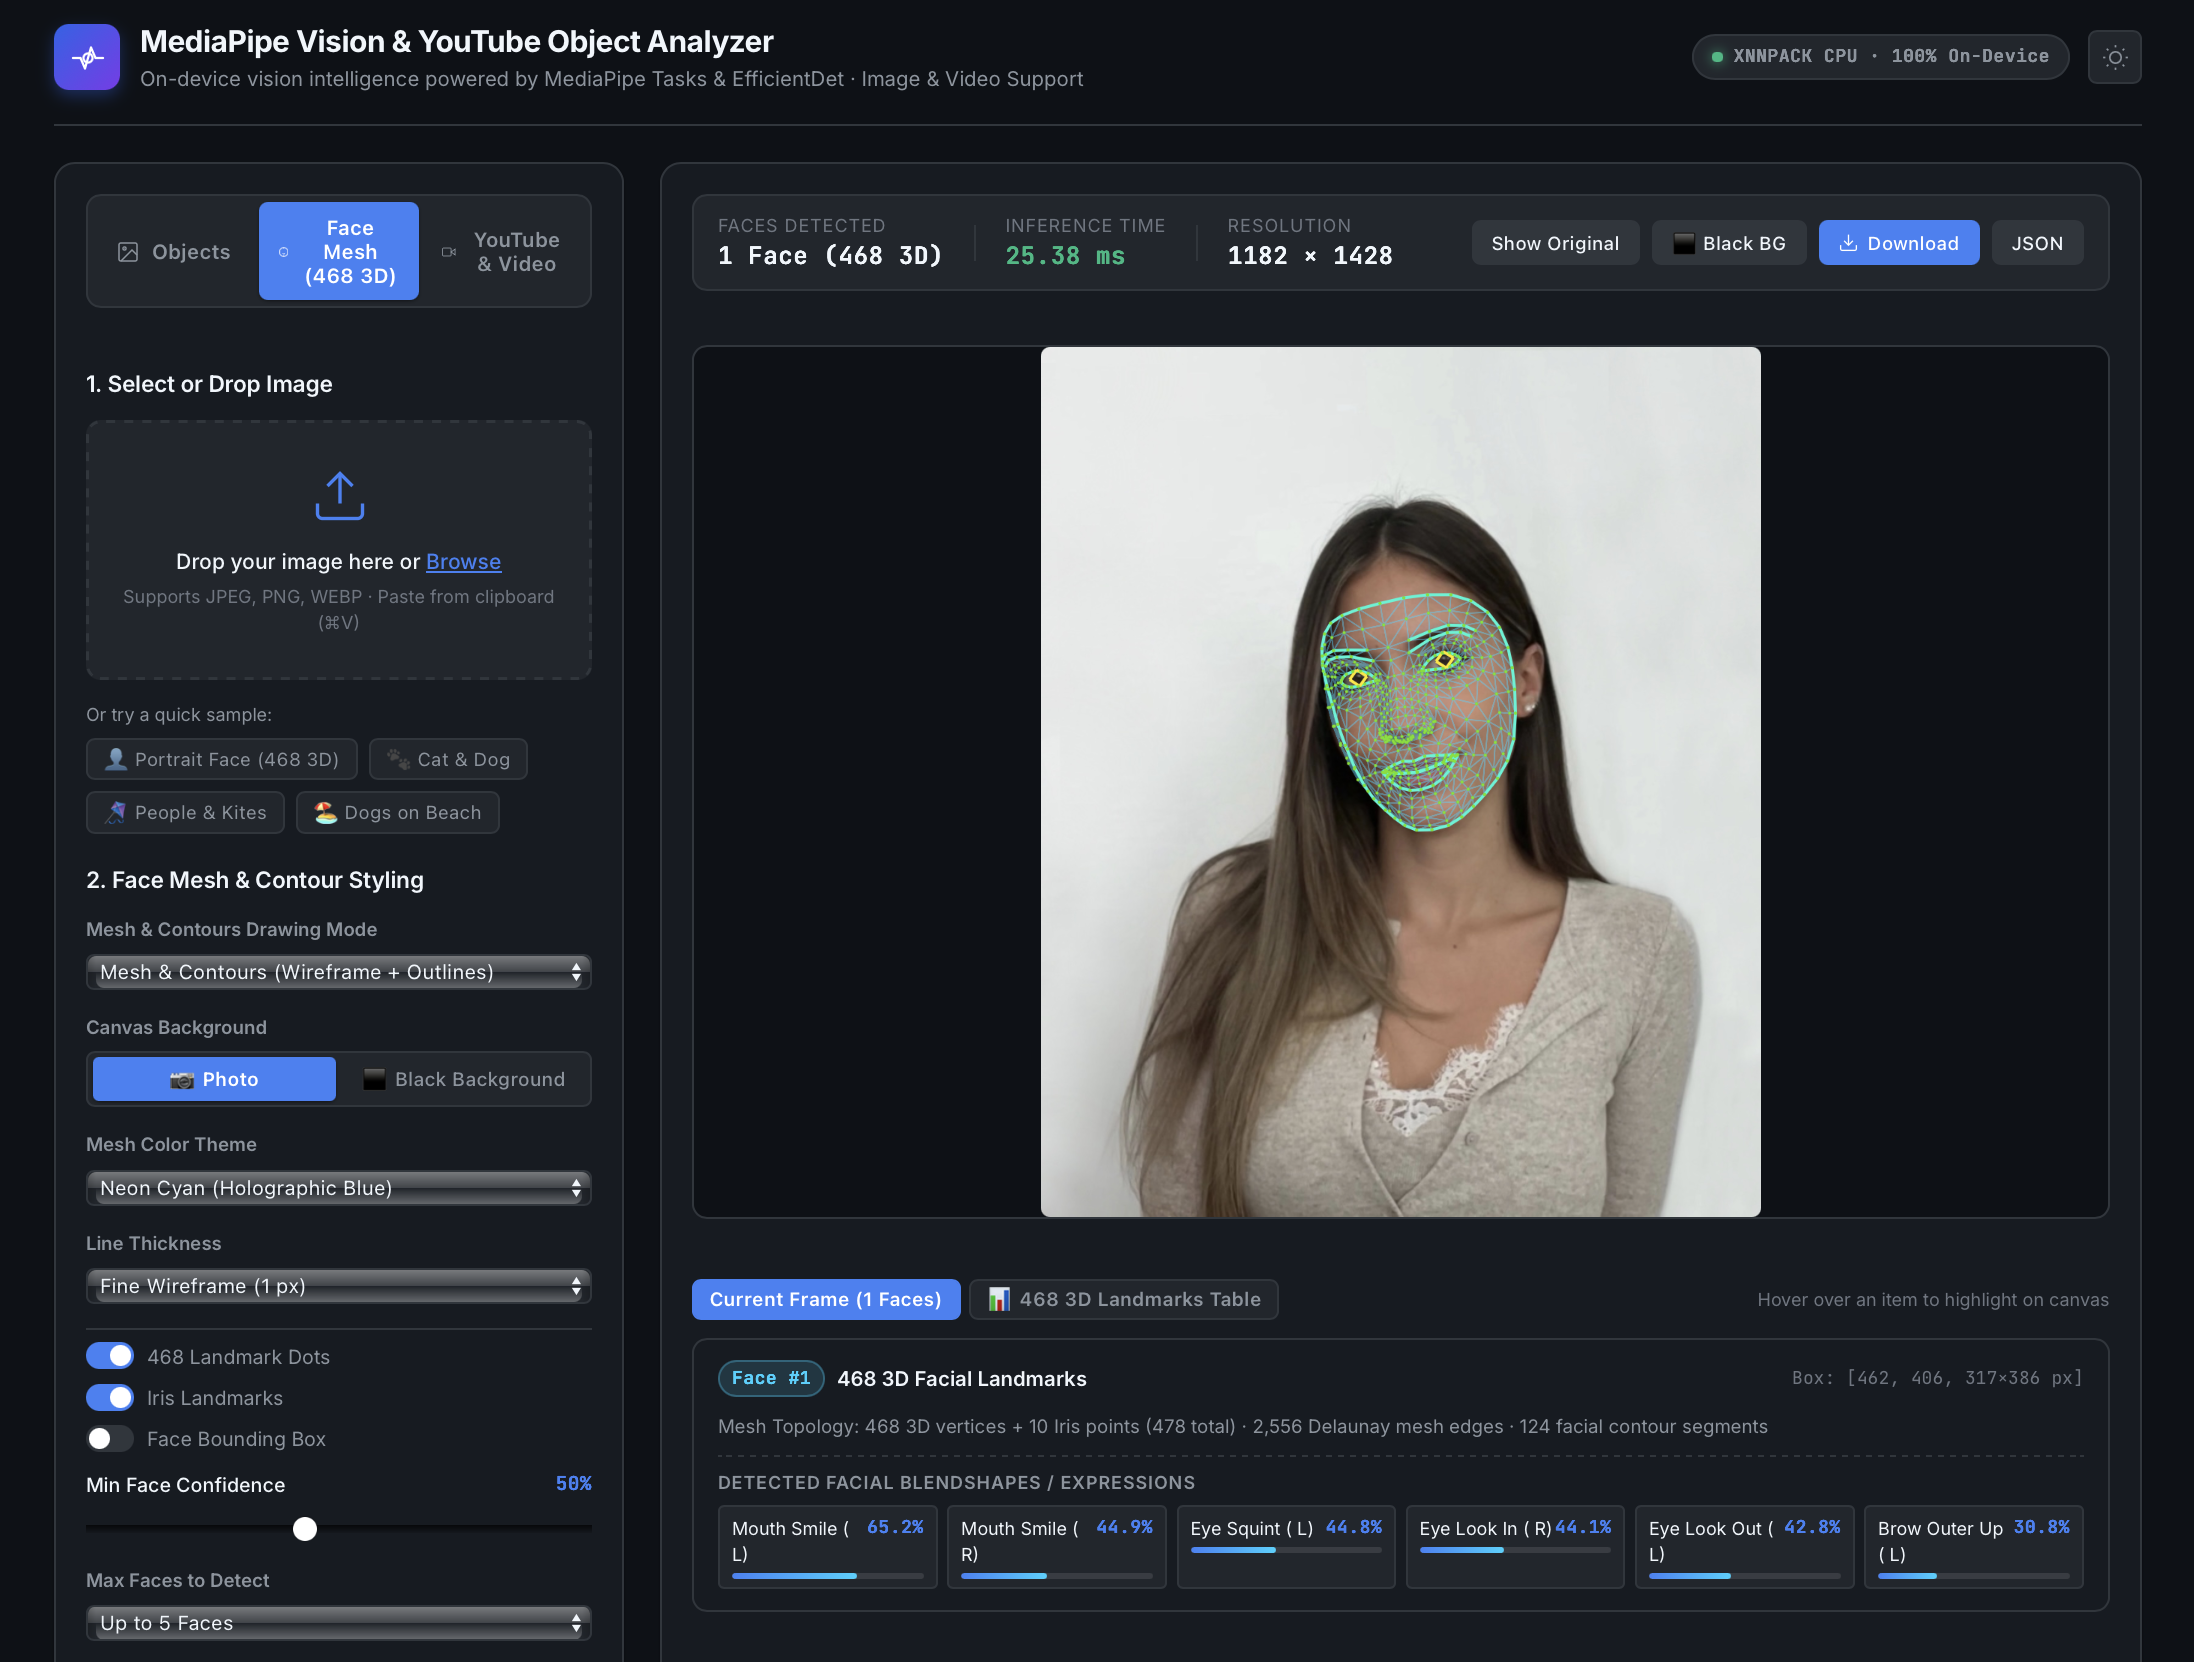 MediaPipe Vision & YouTube Object Analyzer
On-device vision intelligence powered by MediaPipe Tasks & EfficientDet · Image & Video Support
XNNPACK CPU · 100% On-Device
Objects
Face
Mesh
(468 3D)
YouTube
& Video
1. Select or Drop Image
Drop your image here or Browse
Supports JPEG, PNG, WEBP · Paste from clipboard
(⌘V)
Or try a quick sample:
👤 Portrait Face (468 3D)
🐾 Cat & Dog
🪁 People & Kites
🏖️ Dogs on Beach
2. Face Mesh & Contour Styling
Mesh & Contours Drawing Mode
Mesh & Contours (Wireframe + Outlines)
Canvas Background
📷 Photo
⬛ Black Background
Mesh Color Theme
Neon Cyan (Holographic Blue)
Line Thickness
Fine Wireframe (1 px)
468 Landmark Dots
Iris Landmarks
Face Bounding Box
Min Face Confidence
50%
Max Faces to Detect
Up to 5 Faces
FACES DETECTED
1 Face (468 3D)
INFERENCE TIME
25.38 ms
RESOLUTION
1182 × 1428
Show Original
⬛ Black BG
Download
JSON
Current Frame (1 Faces)
📊 468 3D Landmarks Table
Hover over an item to highlight on canvas
Face #1
468 3D Facial Landmarks
Box: [462, 406, 317×386 px]
Mesh Topology: 468 3D vertices + 10 Iris points (478 total) · 2,556 Delaunay mesh edges · 124 facial contour segments
DETECTED FACIAL BLENDSHAPES / EXPRESSIONS
Mouth Smile (
L)
65.2%
Mouth Smile (
R)
44.9%
Eye Squint ( L)
44.8%
Eye Look In ( R)
44.1%
Eye Look Out (
L)
42.8%
Brow Outer Up
( L)
30.8%